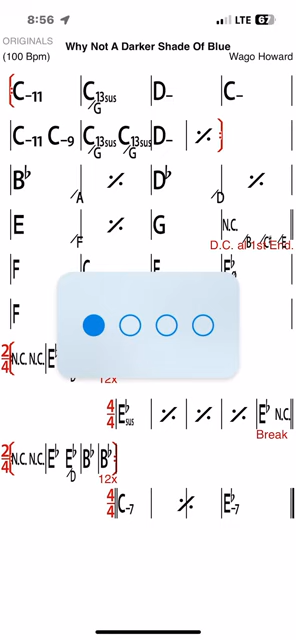 8:56 LTE 67
ORIGINALS
Why Not A Darker Shade Of Blue
(100 Bpm) Wago Howard
C–11 C13sus/G D– C–
C–11 C–9 C13sus/G C13sus/G D– 𝄎
B♭ /A 𝄎 D♭ /D 𝄎
E /F 𝄎 G N.C. /B /C♯ /E
D.C. al 1st End.
F C F E♭
F
2/4 N.C. N.C. E♭
12x
4/4 E♭sus 𝄎 𝄎 𝄎 E♭ N.C.
Break
2/4 N.C. N.C. E♭ E♭/D B♭ B♭
12x
4/4 C–7 𝄎 E♭–7